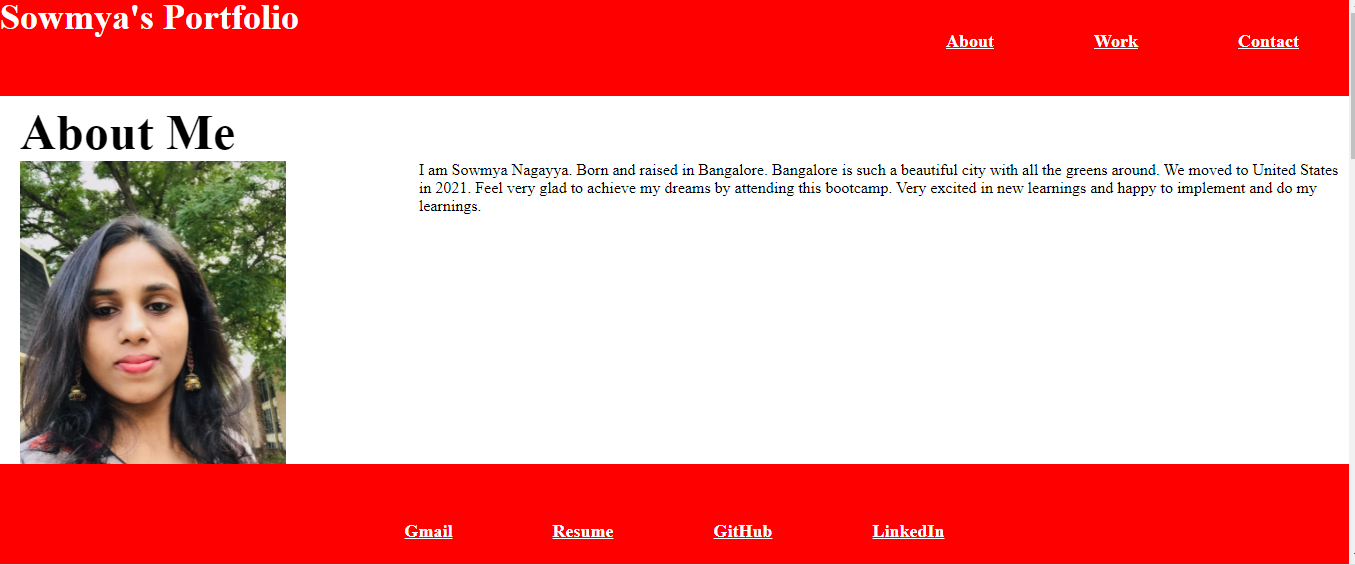 Sowmya's Portfolio
About Work Contact
About Me
I am Sowmya Nagayya. Born and raised in Bangalore. Bangalore is such a beautiful city with all the greens around. We moved to United States
in 2021. Feel very glad to achieve my dreams by attending this bootcamp. Very excited in new learnings and happy to implement and do my
learnings.
Gmail Resume GitHub LinkedIn